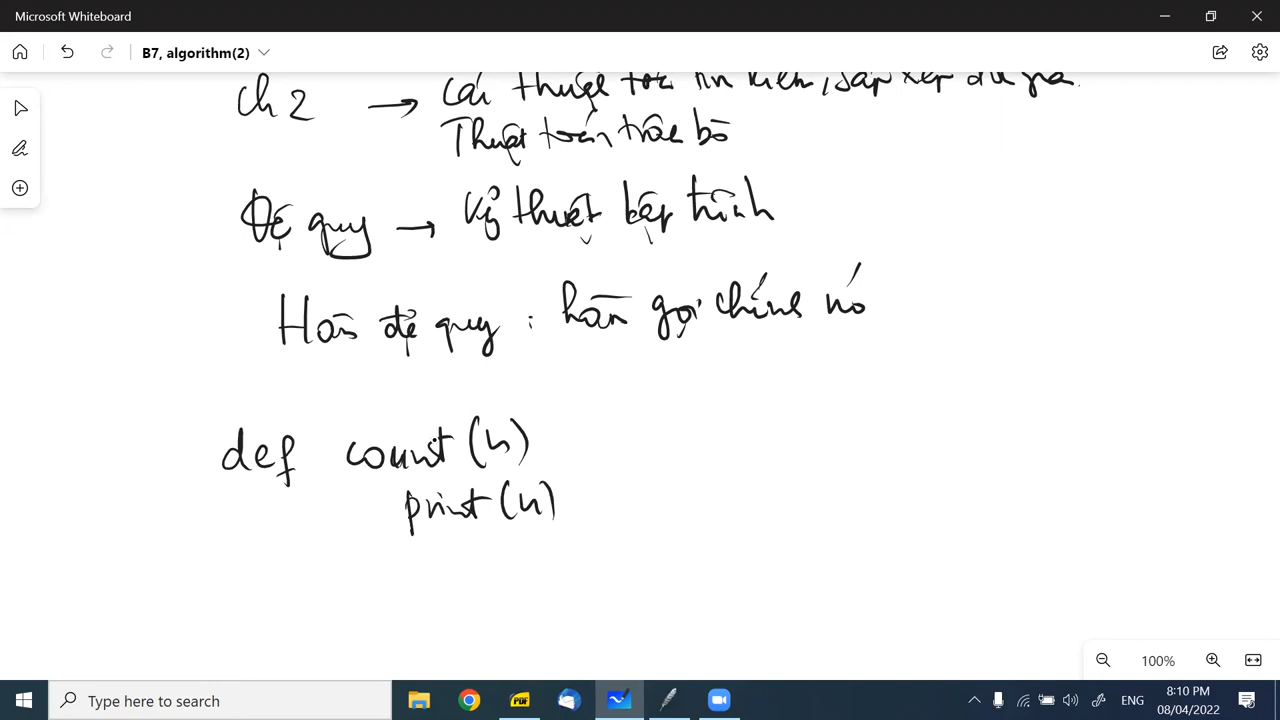 Microsoft Whiteboard
B7, algorithm(2)
Ch 2 → Các thuật toán tìm kiếm, sắp xếp
Thuật toán trâu bò
Đệ quy → Kỹ thuật lập trình
Hàm đệ quy : hàm gọi chính nó
def count(n)
print(n)
100%
Type here to search
PDF
ENG
8:10 PM
08/04/2022